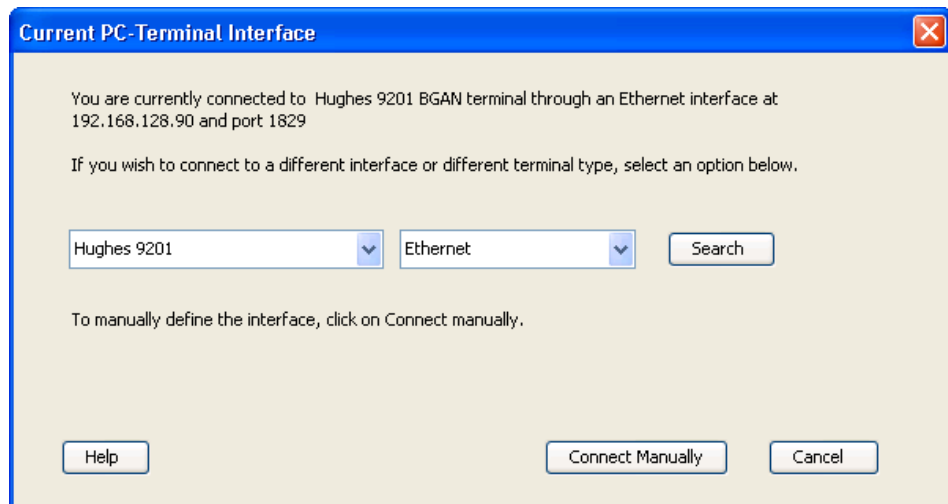 Current PC-Terminal Interface
You are currently connected to Hughes 9201 BGAN terminal through an Ethernet interface at
192.168.128.90 and port 1829
If you wish to connect to a different interface or different terminal type, select an option below.
Hughes 9201 Ethernet Search
To manually define the interface, click on Connect manually.
Help Connect Manually Cancel